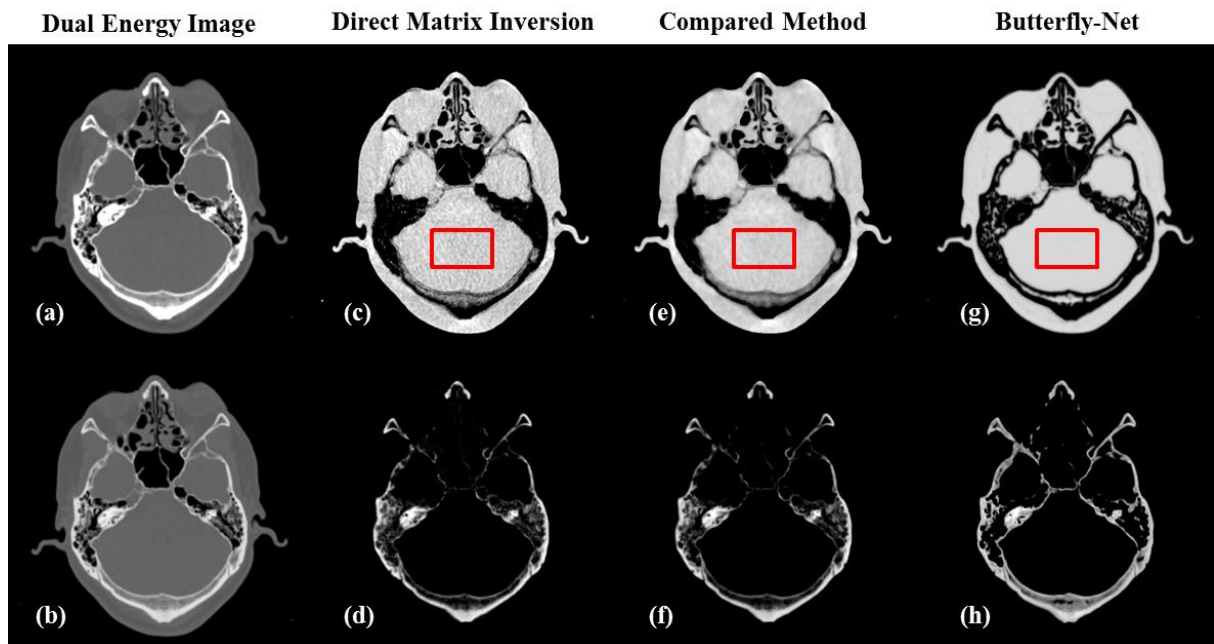 Dual Energy Image
Direct Matrix Inversion
Compared Method
Butterfly-Net
(a)
(c)
(e)
(g)
(b)
(d)
(f)
(h)